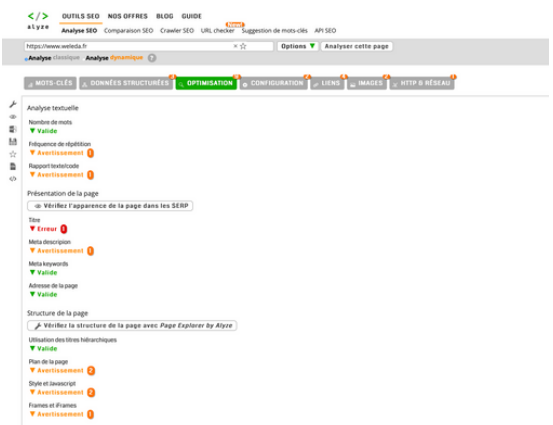 </> OUTILS SEO NOS OFFRES BLOG GUIDE
alyze Analyse SEO Comparaison SEO Crawler SEO URL checker New! Suggestion de mots-clés API SEO
https://www.weleda.fr × ☆ Options ▼ Analyser cette page
Analyse classique Analyse dynamique ?
MOTS-CLÉS DONNÉES STRUCTURÉES OPTIMISATION CONFIGURATION LIENS IMAGES HTTP & RÉSEAU
Analyse textuelle
Nombre de mots
▼ Valide
Fréquence de répétition
▼ Avertissement 1
Rapport texte/code
▼ Avertissement 1
Présentation de la page
Vérifiez l'apparence de la page dans les SERP
Titre
▼ Erreur 1
Meta description
▼ Avertissement 1
Meta keywords
▼ Valide
Adresse de la page
▼ Valide
Structure de la page
Vérifiez la structure de la page avec Page Explorer by Alyze
Utilisation des titres hiérarchiques
▼ Valide
Plan de la page
▼ Avertissement 2
Style et Javascript
▼ Avertissement 2
Frames et iFrames
▼ Avertissement 1